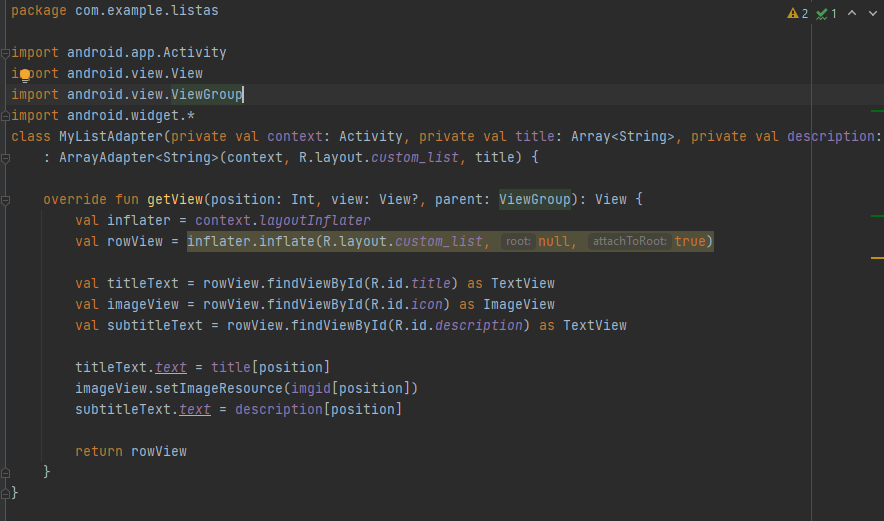 package com.example.listas
2 1
import android.app.Activity
import android.view.View
import android.view.ViewGroup
import android.widget.*
class MyListAdapter(private val context: Activity, private val title: Array<String>, private val description:
: ArrayAdapter<String>(context, R.layout.custom_list, title) {
override fun getView(position: Int, view: View?, parent: ViewGroup): View {
val inflater = context.layoutInflater
val rowView = inflater.inflate(R.layout.custom_list, root: null, attachToRoot: true)
val titleText = rowView.findViewById(R.id.title) as TextView
val imageView = rowView.findViewById(R.id.icon) as ImageView
val subtitleText = rowView.findViewById(R.id.description) as TextView
titleText.text = title[position]
imageView.setImageResource(imgid[position])
subtitleText.text = description[position]
return rowView
}
}